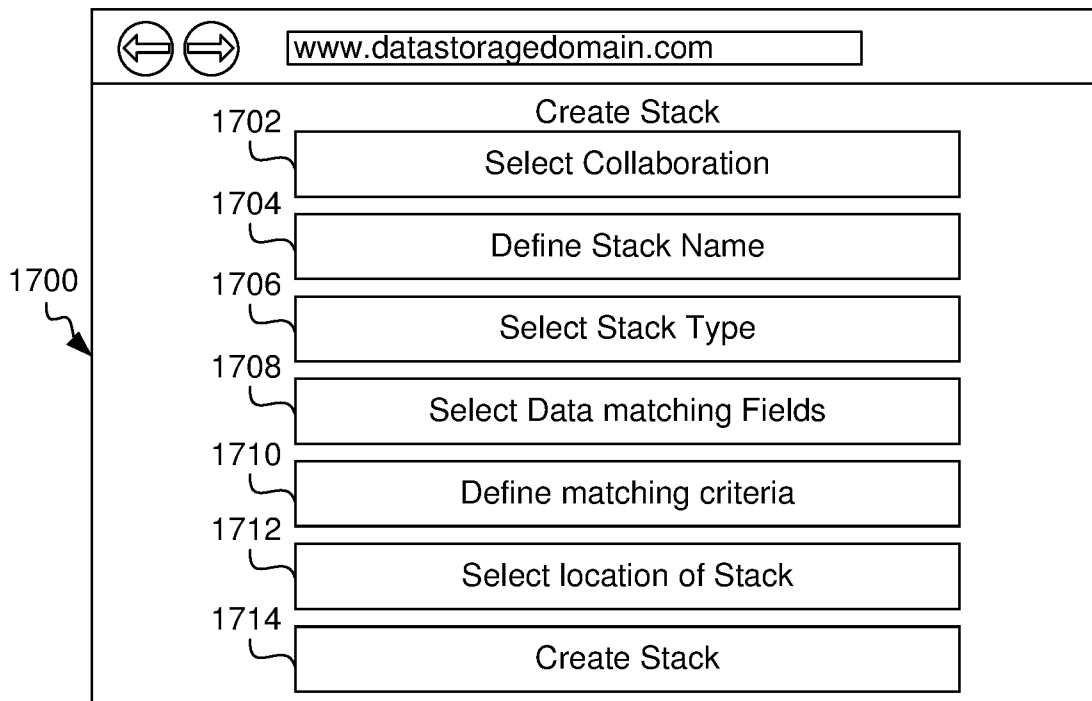 www.datastoragedomain.com
Create Stack
1702
Select Collaboration
1704
Define Stack Name
1700
1706
Select Stack Type
1708
Select Data matching Fields
1710
Define matching criteria
1712
Select location of Stack
1714
Create Stack